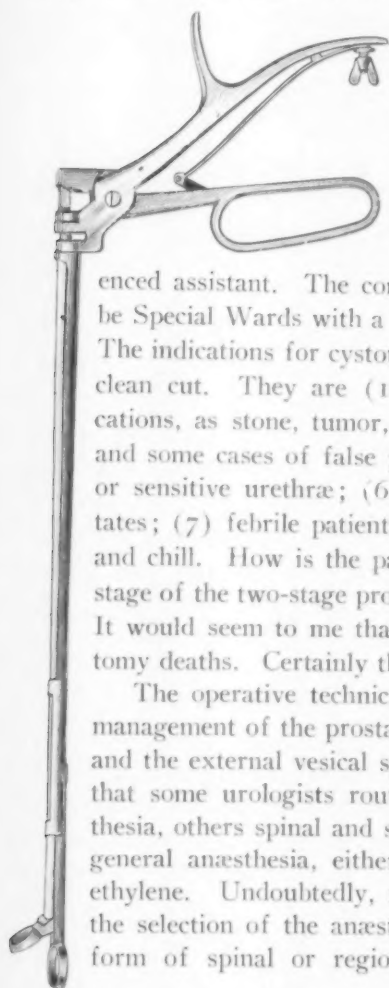 enced assistant. The cor
be Special Wards with a
The indications for cystos
clean cut. They are (1
cations, as stone, tumor,
and some cases of false
or sensitive urethræ; (6
tates; (7) febrile patient
and chill. How is the pa
stage of the two-stage pro
It would seem to me tha
tomy deaths. Certainly th
The operative technic
management of the prosta
and the external vesical s
that some urologists rou
thesia, others spinal and s
general anæsthesia, either
ethylene. Undoubtedly,
the selection of the anæst
form of spinal or regio